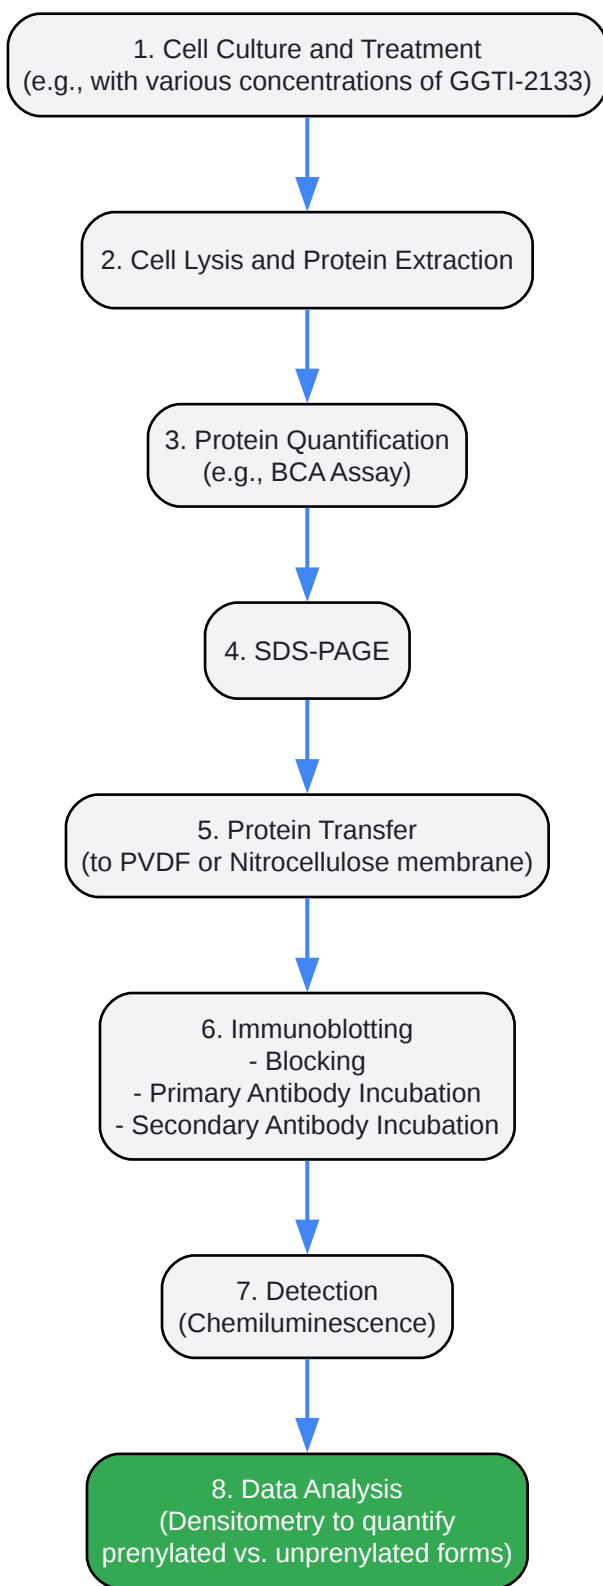 1. Cell Culture and Treatment
(e.g., with various concentrations of GGTI-2133)
2. Cell Lysis and Protein Extraction
3. Protein Quantification
(e.g., BCA Assay)
4. SDS-PAGE
5. Protein Transfer
(to PVDF or Nitrocellulose membrane)
6. Immunoblotting
- Blocking
- Primary Antibody Incubation
- Secondary Antibody Incubation
7. Detection
(Chemiluminescence)
8. Data Analysis
(Densitometry to quantify
prenylated vs. unprenylated forms)